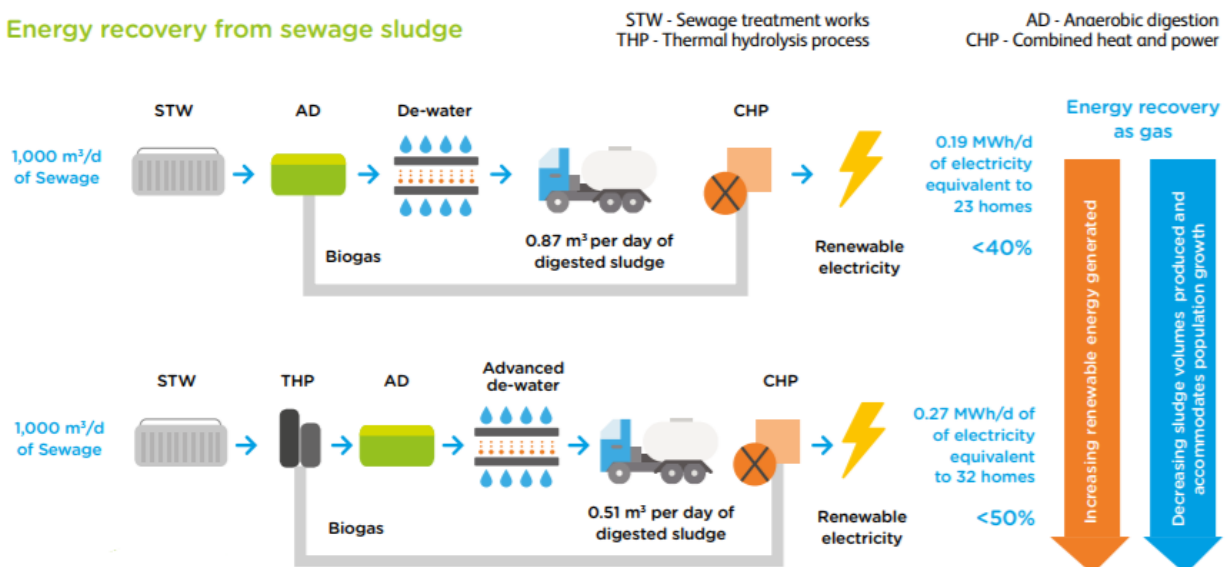 Energy recovery from sewage sludge
STW - Sewage treatment works
THP - Thermal hydrolysis process
AD - Anaerobic digestion
CHP - Combined heat and power
STW
AD
De-water
CHP
1,000 m³/d
of Sewage
Biogas
0.87 m³ per day of
digested sludge
Renewable
electricity
0.19 MWh/d
of electricity
equivalent to
23 homes
<40%
Energy recovery
as gas
Increasing renewable energy generated
Decreasing sludge volumes produced and
accommodates population growth
STW
THP
AD
Advanced
de-water
CHP
1,000 m³/d
of Sewage
Biogas
0.51 m³ per day of
digested sludge
Renewable
electricity
0.27 MWh/d of
of electricity
equivalent
to 32 homes
<50%